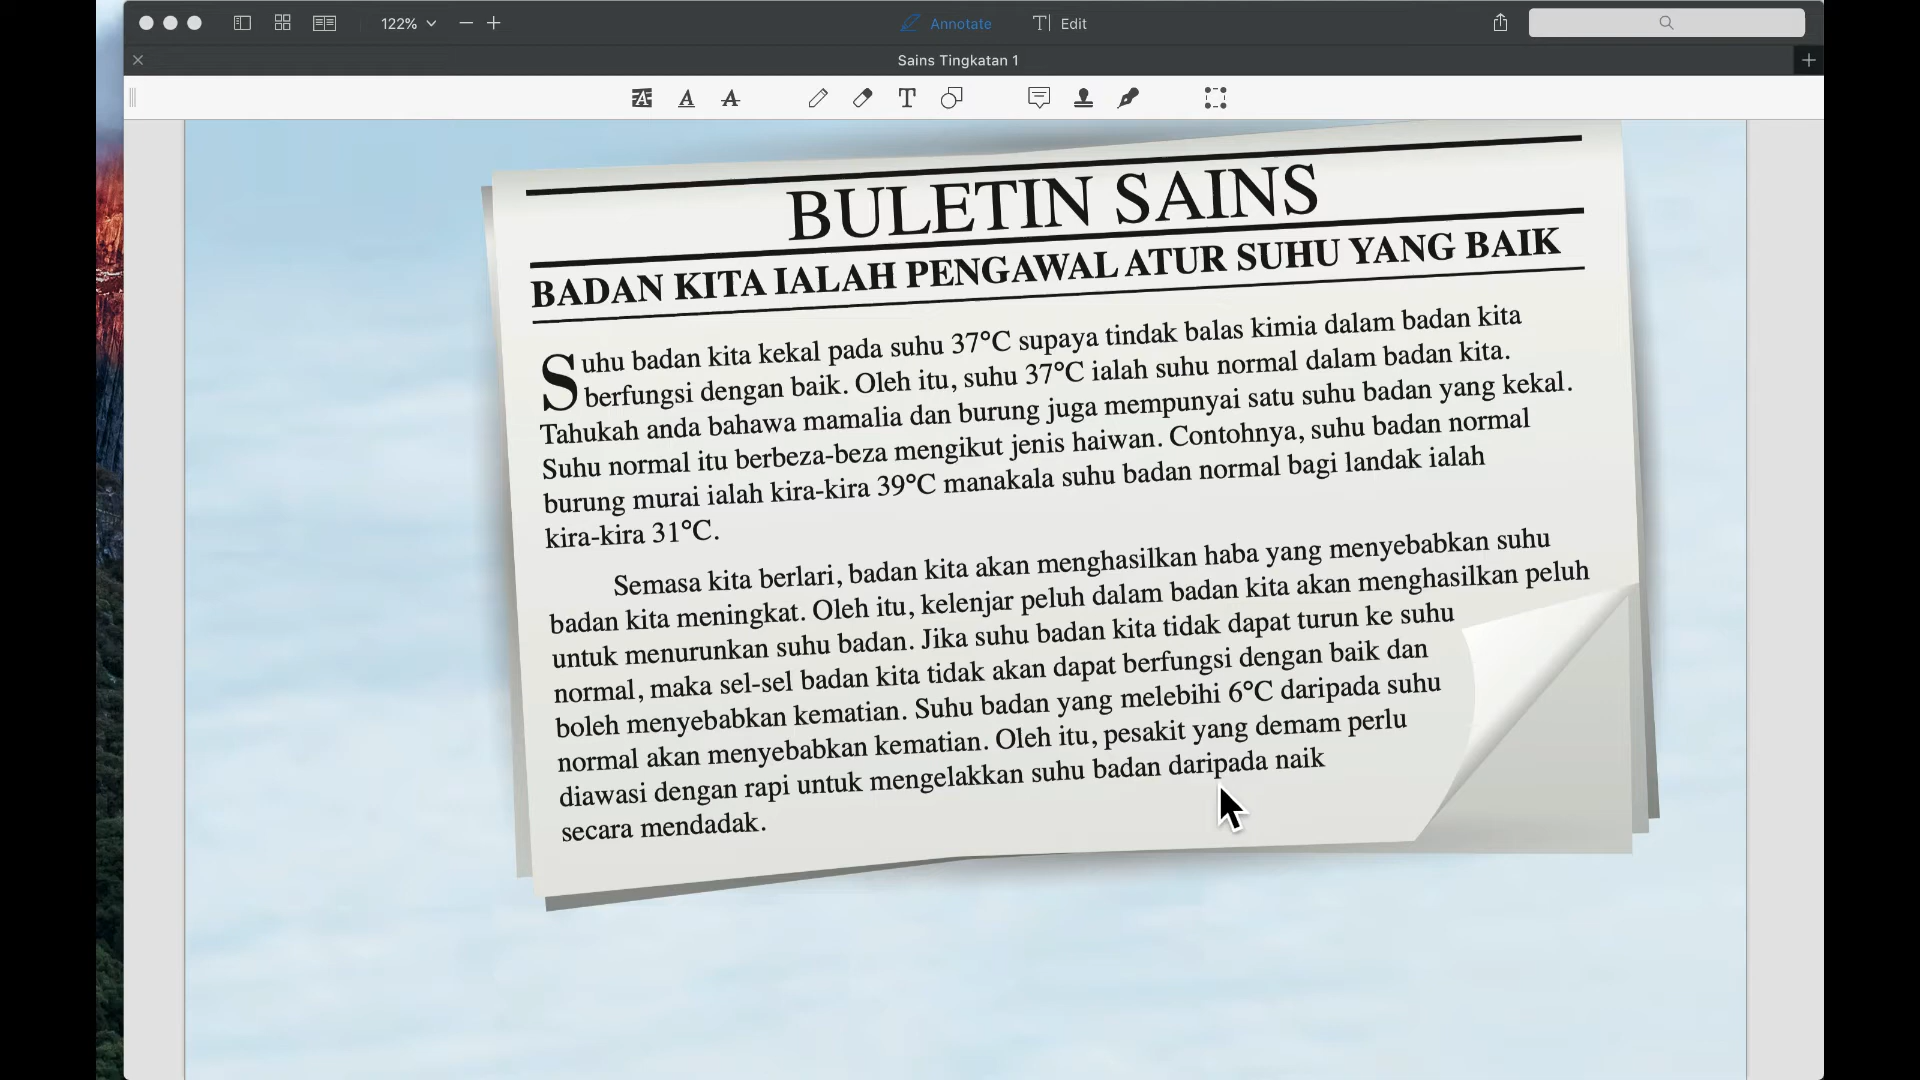 122%
Annotate
Edit
Sains Tingkatan 1
BULETIN SAINS
BADAN KITA IALAH PENGAWAL ATUR SUHU YANG BAIK
Suhu badan kita kekal pada suhu 37°C supaya tindak balas kimia dalam badan kita
berfungsi dengan baik. Oleh itu, suhu 37°C ialah suhu normal dalam badan kita.
Tahukah anda bahawa mamalia dan burung juga mempunyai satu suhu badan yang kekal.
Suhu normal itu berbeza-beza mengikut jenis haiwan. Contohnya, suhu badan normal
burung murai ialah kira-kira 39°C manakala suhu badan normal bagi landak ialah
kira-kira 31°C.
Semasa kita berlari, badan kita akan menghasilkan haba yang menyebabkan suhu
badan kita meningkat. Oleh itu, kelenjar peluh dalam badan kita akan menghasilkan peluh
untuk menurunkan suhu badan. Jika suhu badan kita tidak dapat turun ke suhu
normal, maka sel-sel badan kita tidak akan dapat berfungsi dengan baik dan
boleh menyebabkan kematian. Suhu badan yang melebihi 6°C daripada suhu
normal akan menyebabkan kematian. Oleh itu, pesakit yang demam perlu
diawasi dengan rapi untuk mengelakkan suhu badan daripada naik
secara mendadak.